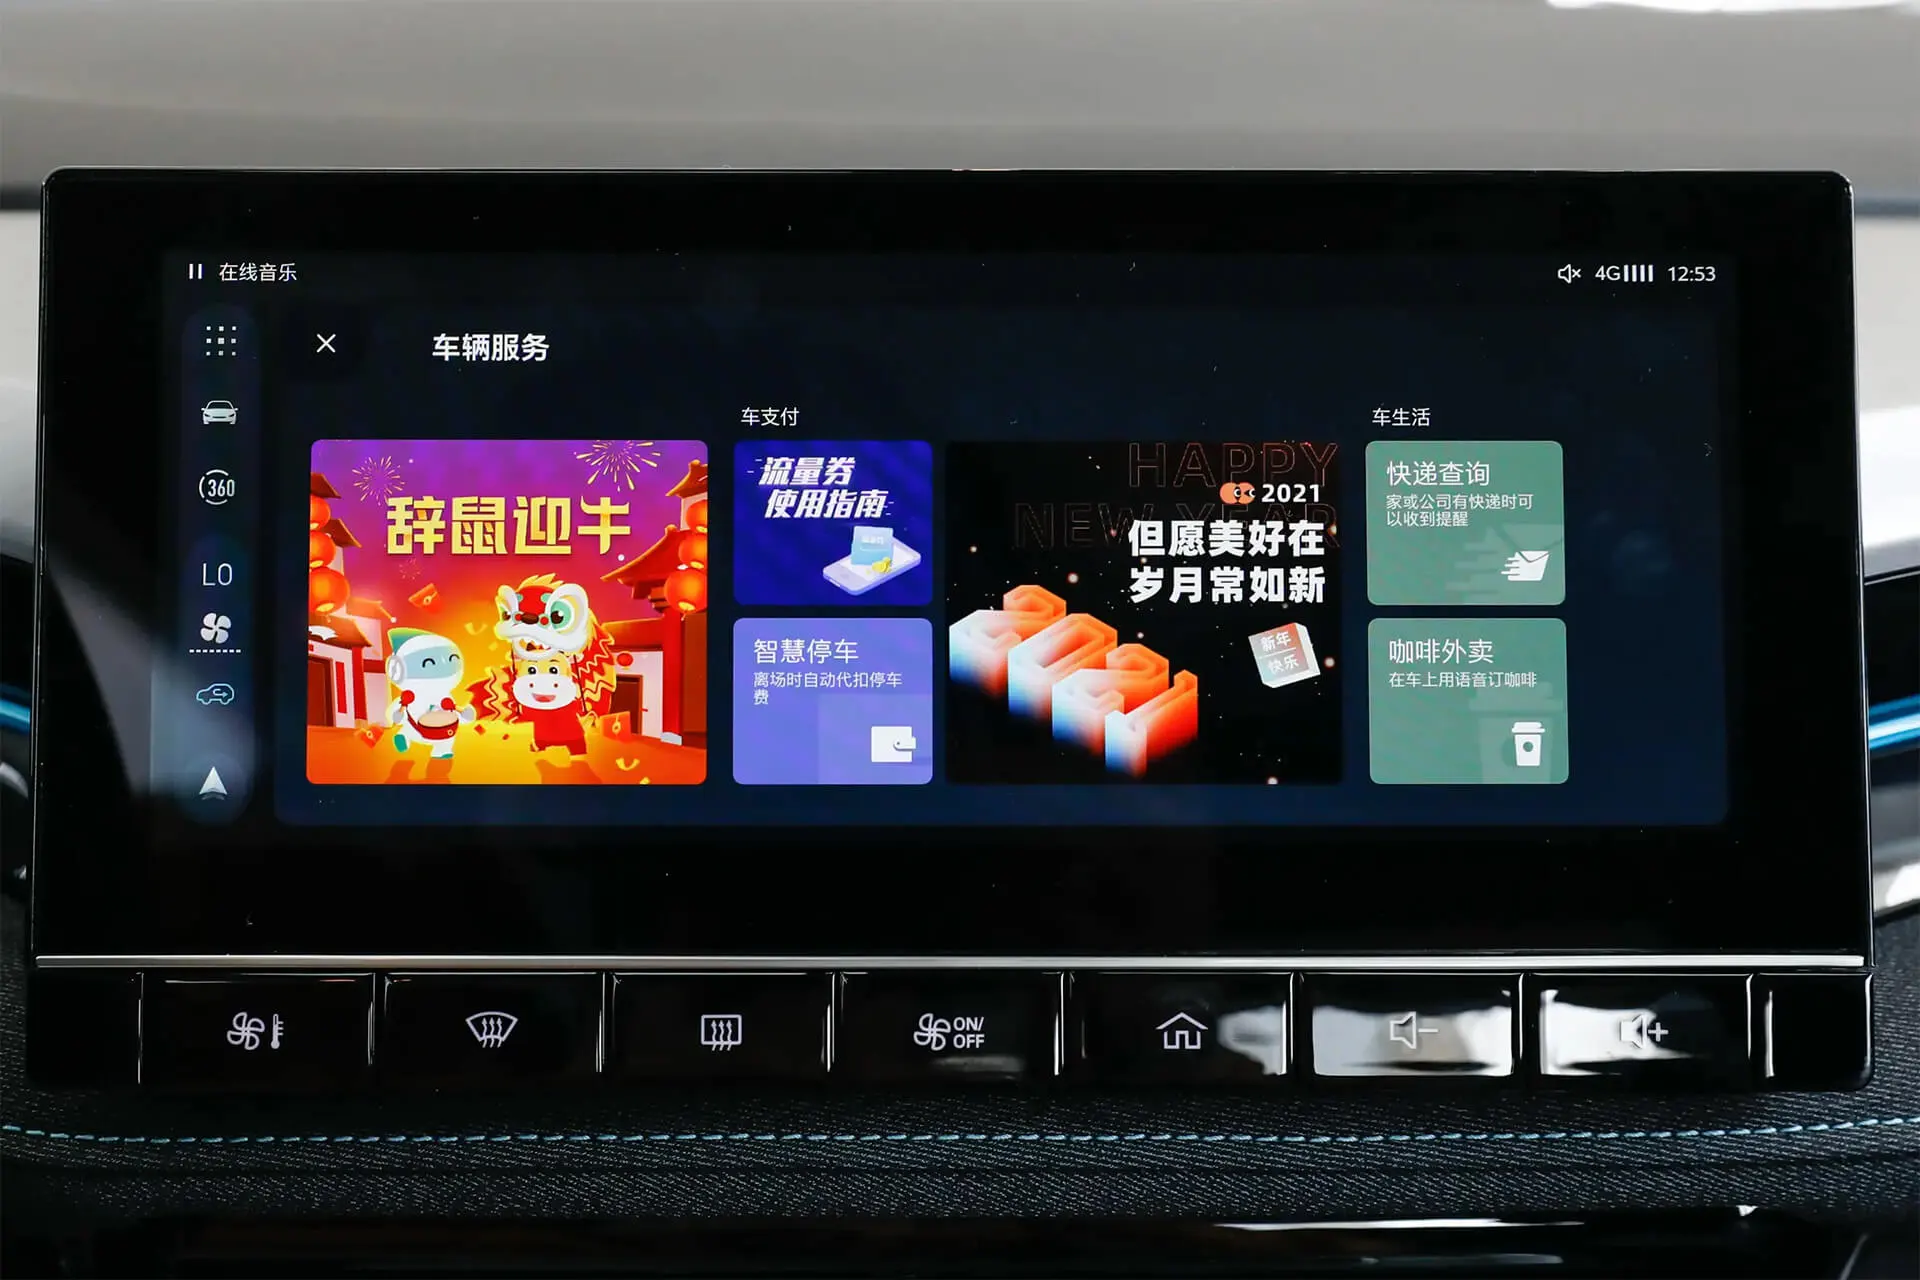 在线音乐
4G 12:53
车辆服务
360
LO
辞鼠迎牛
车支付
流量券
使用指南
智慧停车
离场时自动代扣停车
费
HAPPY
NEW YEAR
2021
但愿美好在
岁月常如新
2021
新年
快乐
车生活
快递查询
家或公司有快递时可
以收到提醒
咖啡外卖
在车上用语音订咖啡
ON/
OFF